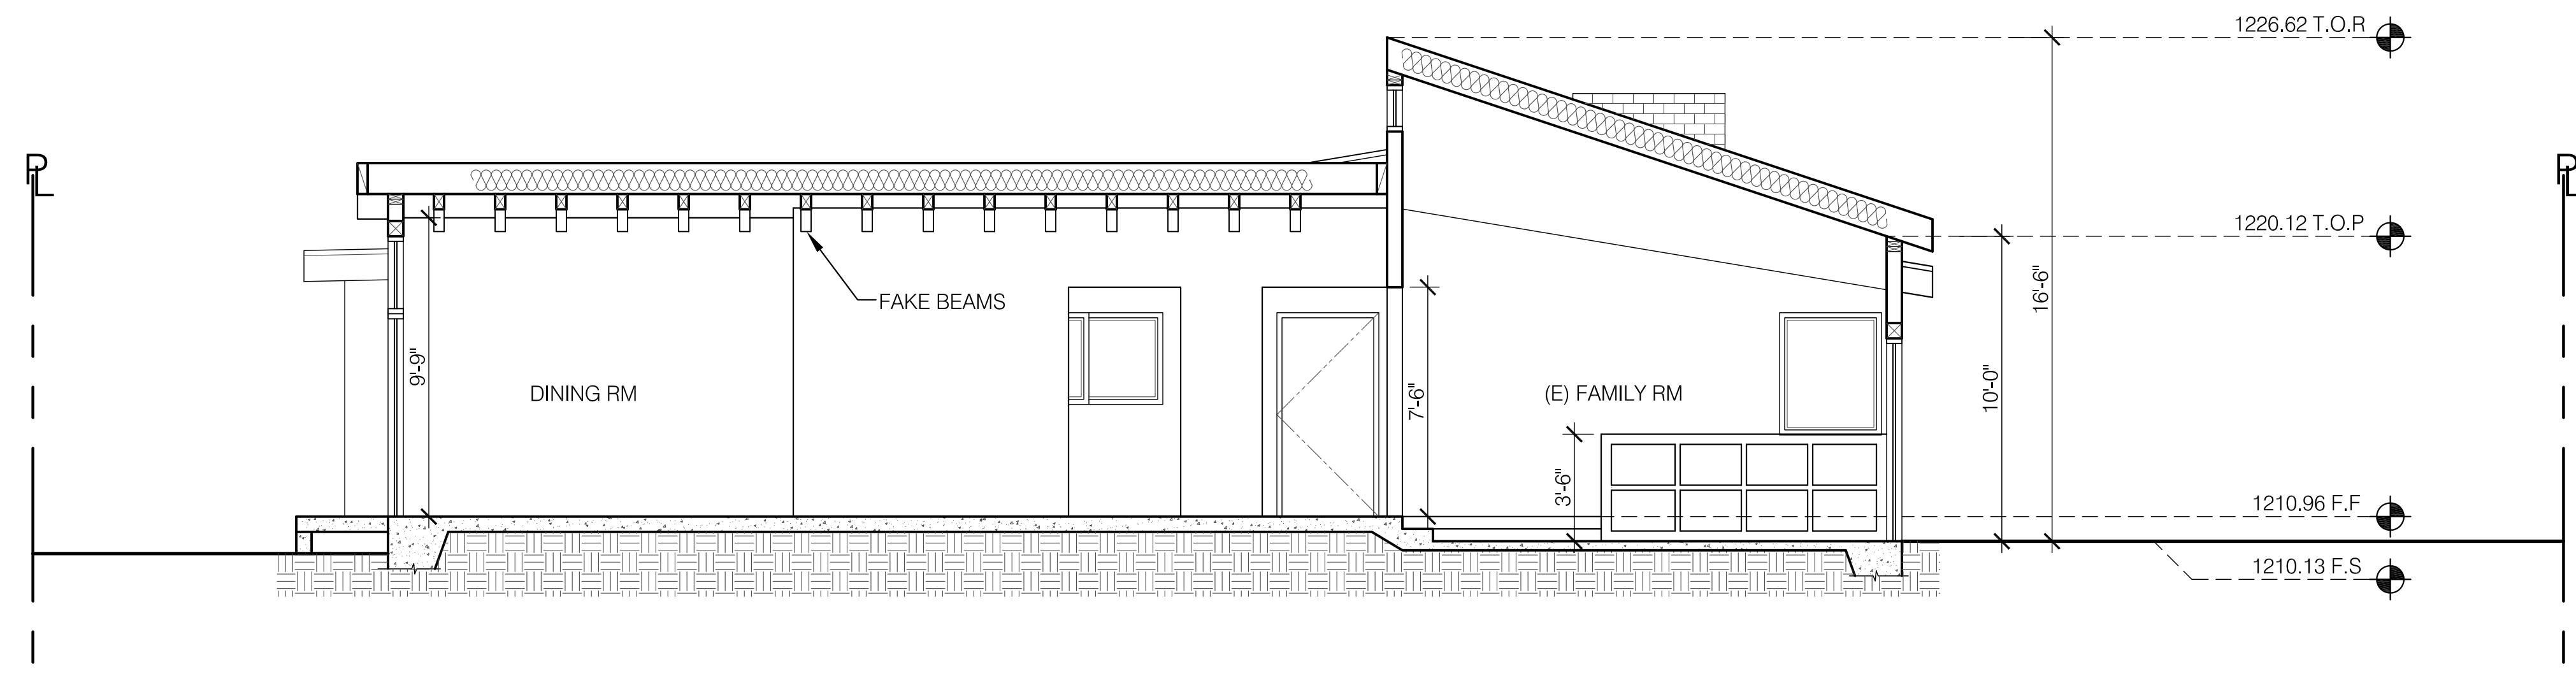 1226.62 T.O.R
PL
PL
1220.12 T.O.P
16'-6"
FAKE BEAMS
9'-9"
DINING RM
7'-6"
(E) FAMILY RM
10'-0"
3'-6"
1210.96 F.F
1210.13 F.S